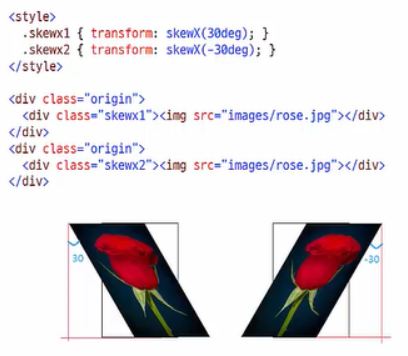 <style>
.skewx1 { transform: skewX(30deg); }
.skewx2 { transform: skewX(-30deg); }
</style>
<div class="origin">
<div class="skewx1"><img src="images/rose.jpg"></div>
</div>
<div class="origin">
<div class="skewx2"><img src="images/rose.jpg"></div>
</div>
30
-30